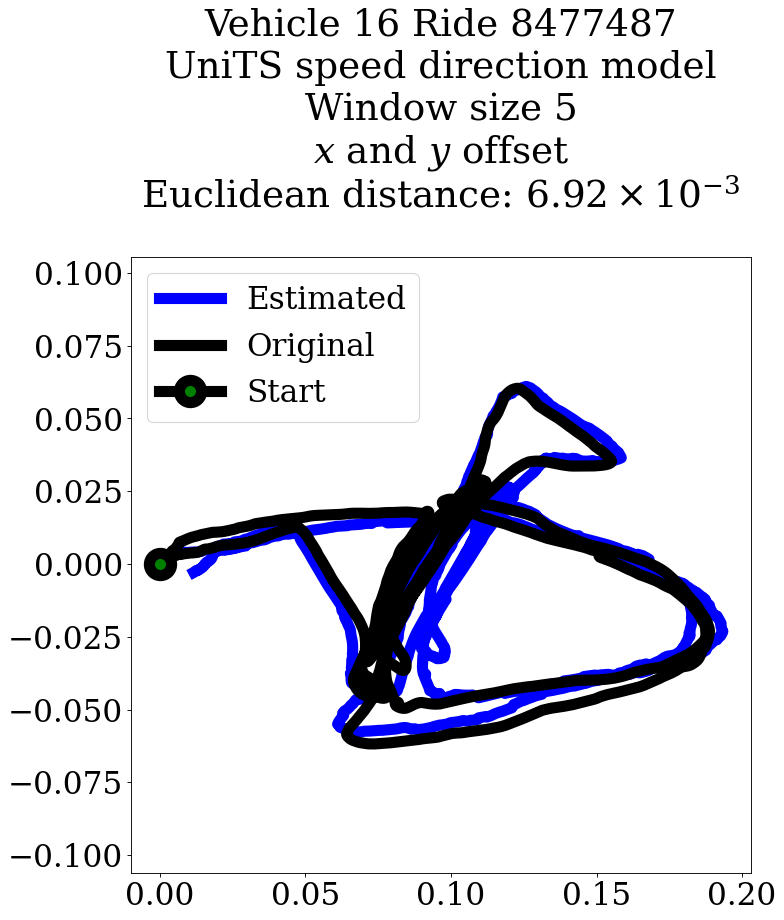 Vehicle 16 Ride 8477487
UniTS speed direction model
Window size 5
x and y offset
Euclidean distance: 6.92 × 10⁻³
Estimated
Original
Start
0.100
0.075
0.050
0.025
0.000
−0.025
−0.050
−0.075
−0.100
0.00 0.05 0.10 0.15 0.20